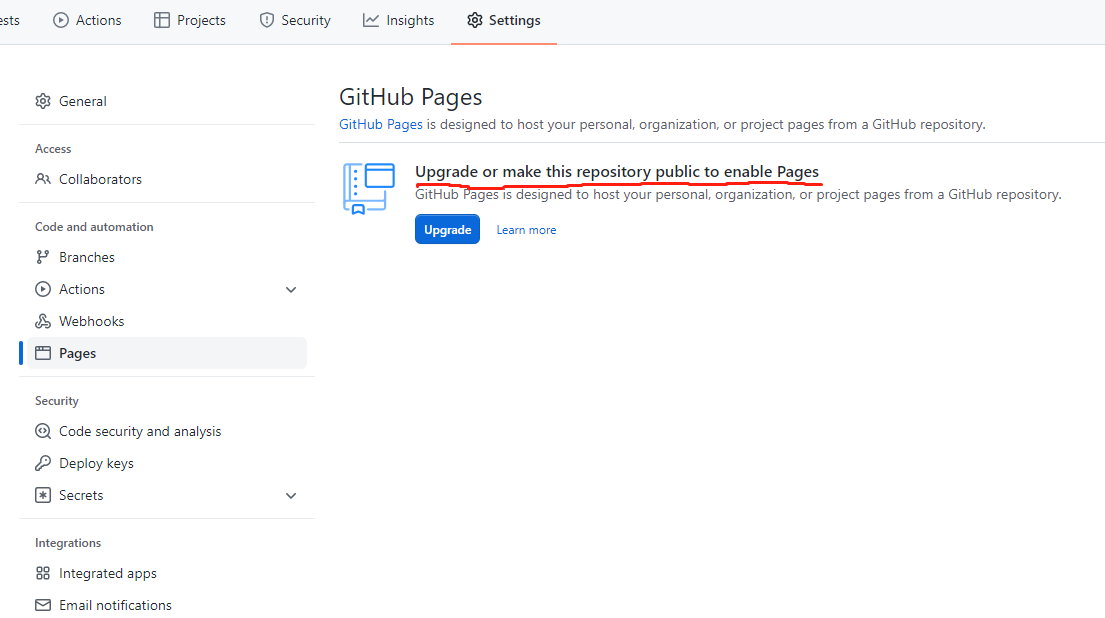 ests Actions Projects Security Insights Settings
General
Access
Collaborators
Code and automation
Branches
Actions
Webhooks
Pages
Security
Code security and analysis
Deploy keys
Secrets
Integrations
Integrated apps
Email notifications
GitHub Pages
GitHub Pages is designed to host your personal, organization, or project pages from a GitHub repository.
Upgrade or make this repository public to enable Pages
GitHub Pages is designed to host your personal, organization, or project pages from a GitHub repository.
Upgrade Learn more